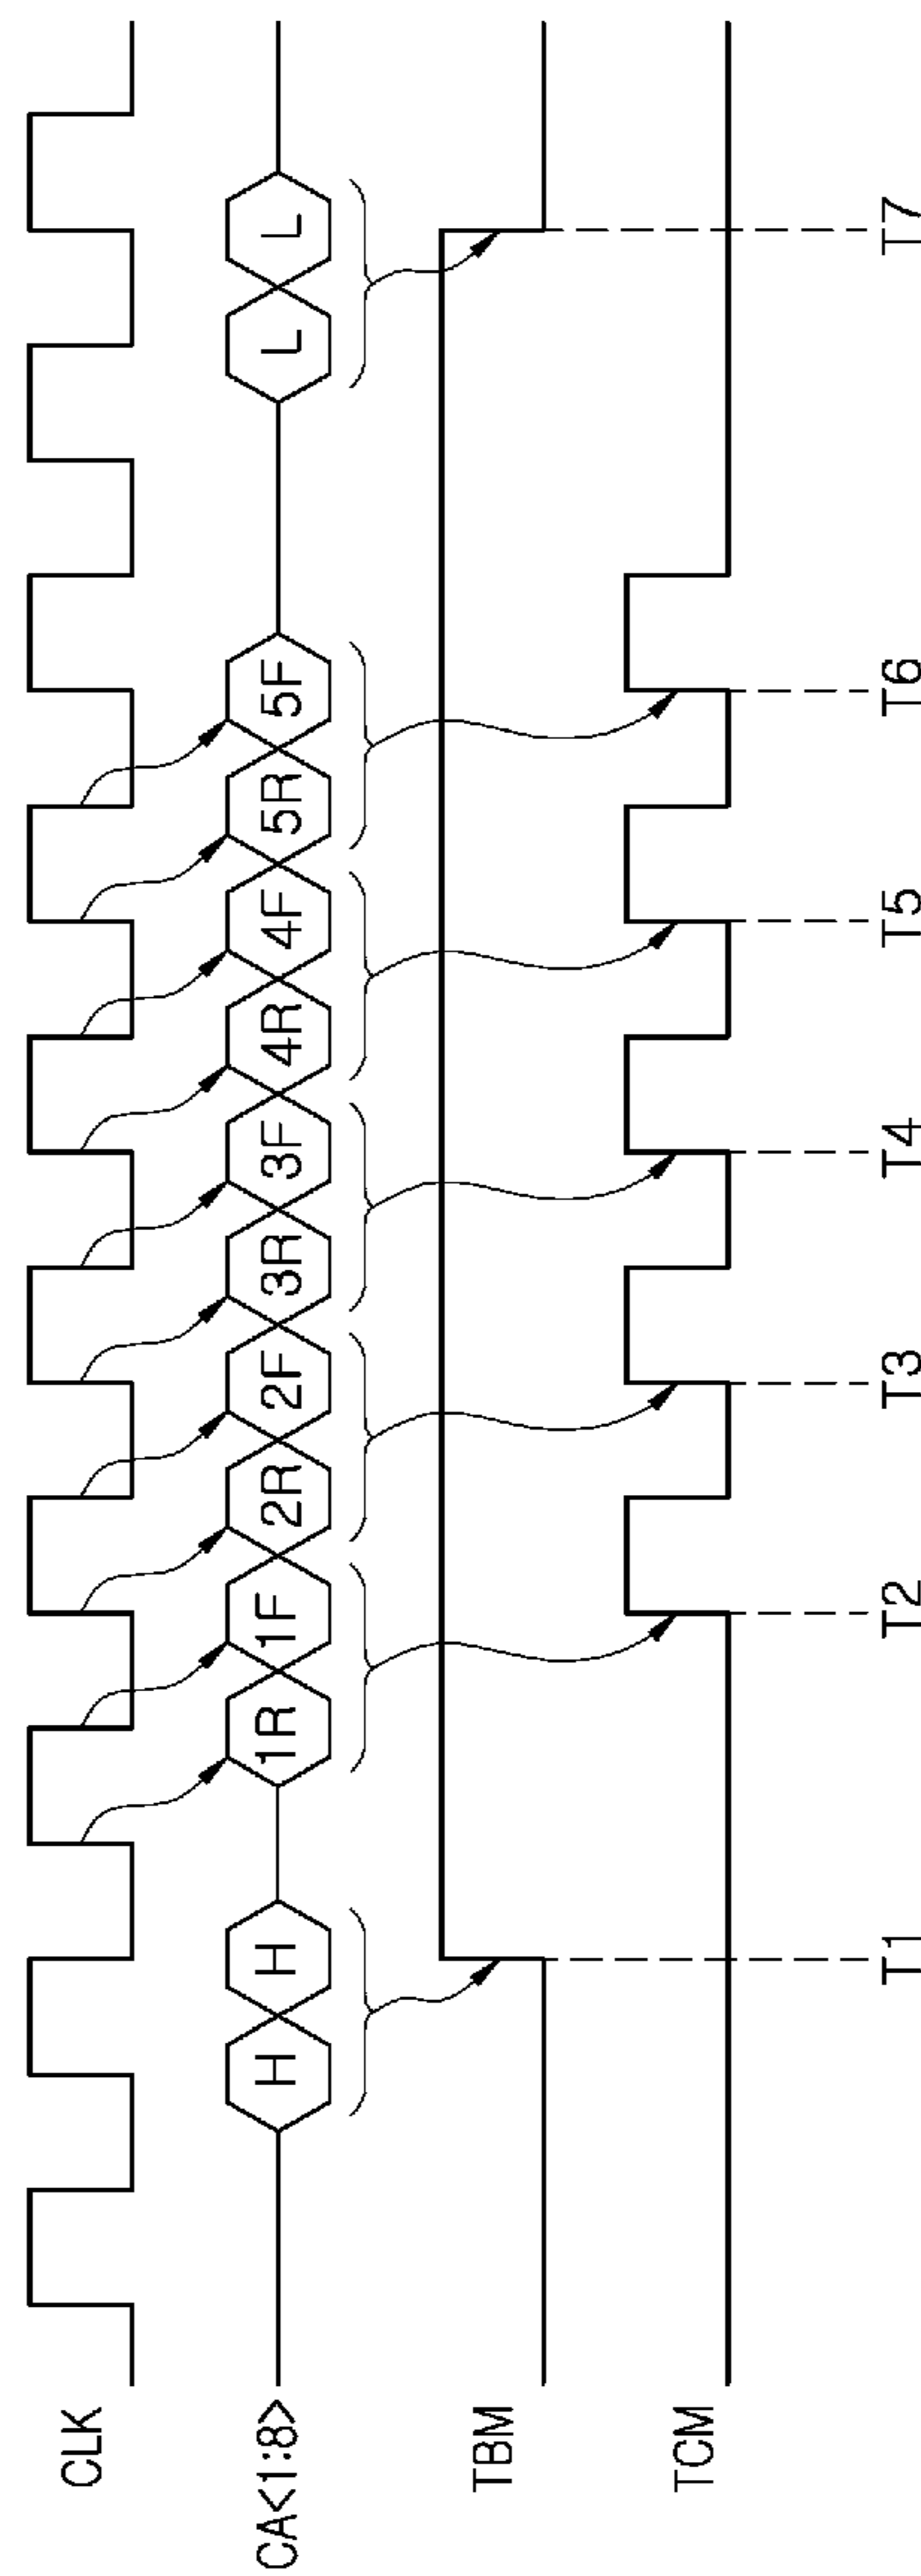 CLK
CA<1:8>
H H 1R 1F 2R 2F 3R 3F 4R 4F 5R 5F L L
TBM
TCM
T1 T2 T3 T4 T5 T6 T7